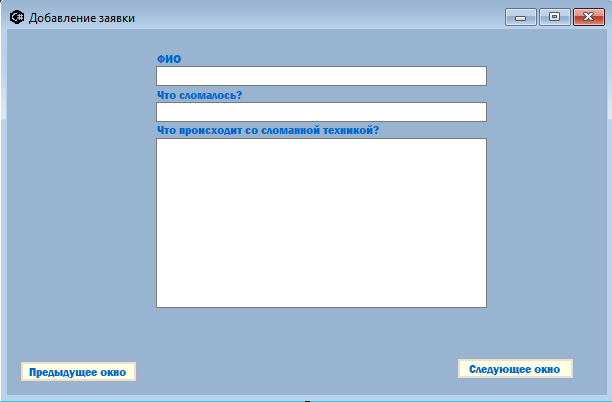 C#
Добавление заявки
ФИО
Что сломалось?
Что происходит со сломанной техникой?
Предыдущее окно
Следующее окно